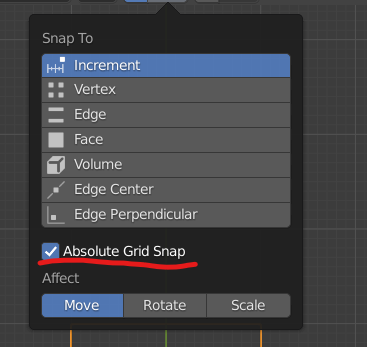 Snap To
Increment
Vertex
Edge
Face
Volume
Edge Center
Edge Perpendicular
Absolute Grid Snap
Affect
Move Rotate Scale